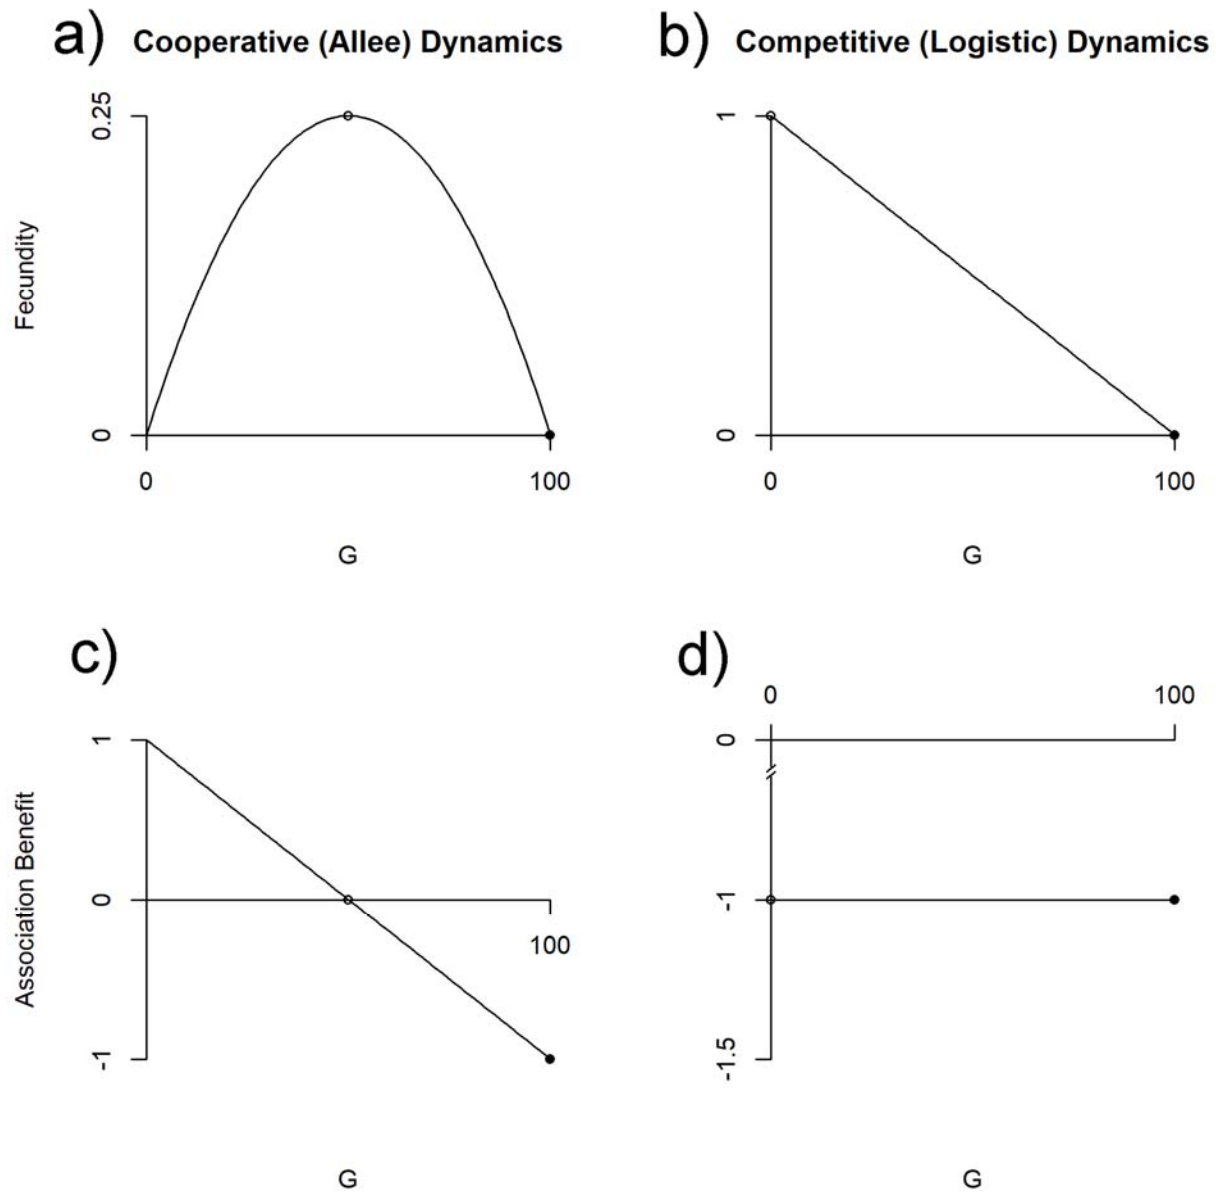 a) Cooperative (Allee) Dynamics
0.25
0
Fecundity
0 100
G
b) Competitive (Logistic) Dynamics
1
0
0 100
G
c)
1
0
-1
Association Benefit
100
G
d)
0 100
0
-1
-1.5
G